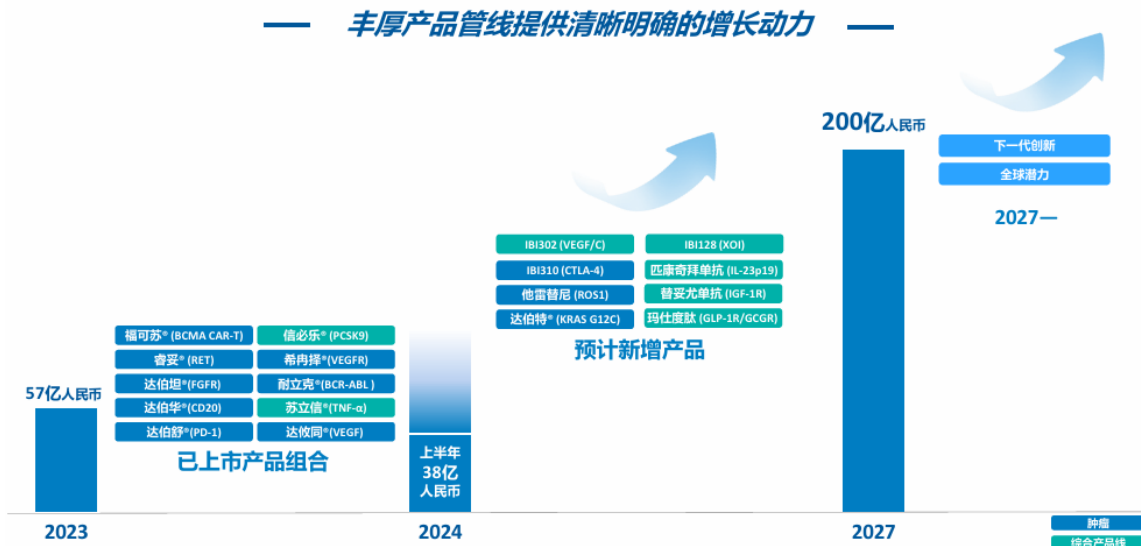 丰厚产品管线提供清晰明确的增长动力
200亿人民币
下一代创新
全球潜力
2027—
IBI302 (VEGF/C)
IBI128 (XOI)
IBI310 (CTLA-4)
匹康奇拜单抗 (IL-23p19)
他雷替尼 (ROS1)
替妥尤单抗 (IGF-1R)
达伯特® (KRAS G12C)
玛仕度肽 (GLP-1R/GCGR)
预计新增产品
福可苏® (BCMA CAR-T)
信必乐® (PCSK9)
睿妥® (RET)
希冉择®(VEGFR)
达伯坦®(FGFR)
耐立克®(BCR-ABL )
达伯华®(CD20)
苏立信®(TNF-α)
达伯舒®(PD-1)
达攸同®(VEGF)
已上市产品组合
57亿人民币
上半年
38亿
人民币
2023
2024
2027
肿瘤
综合产品线